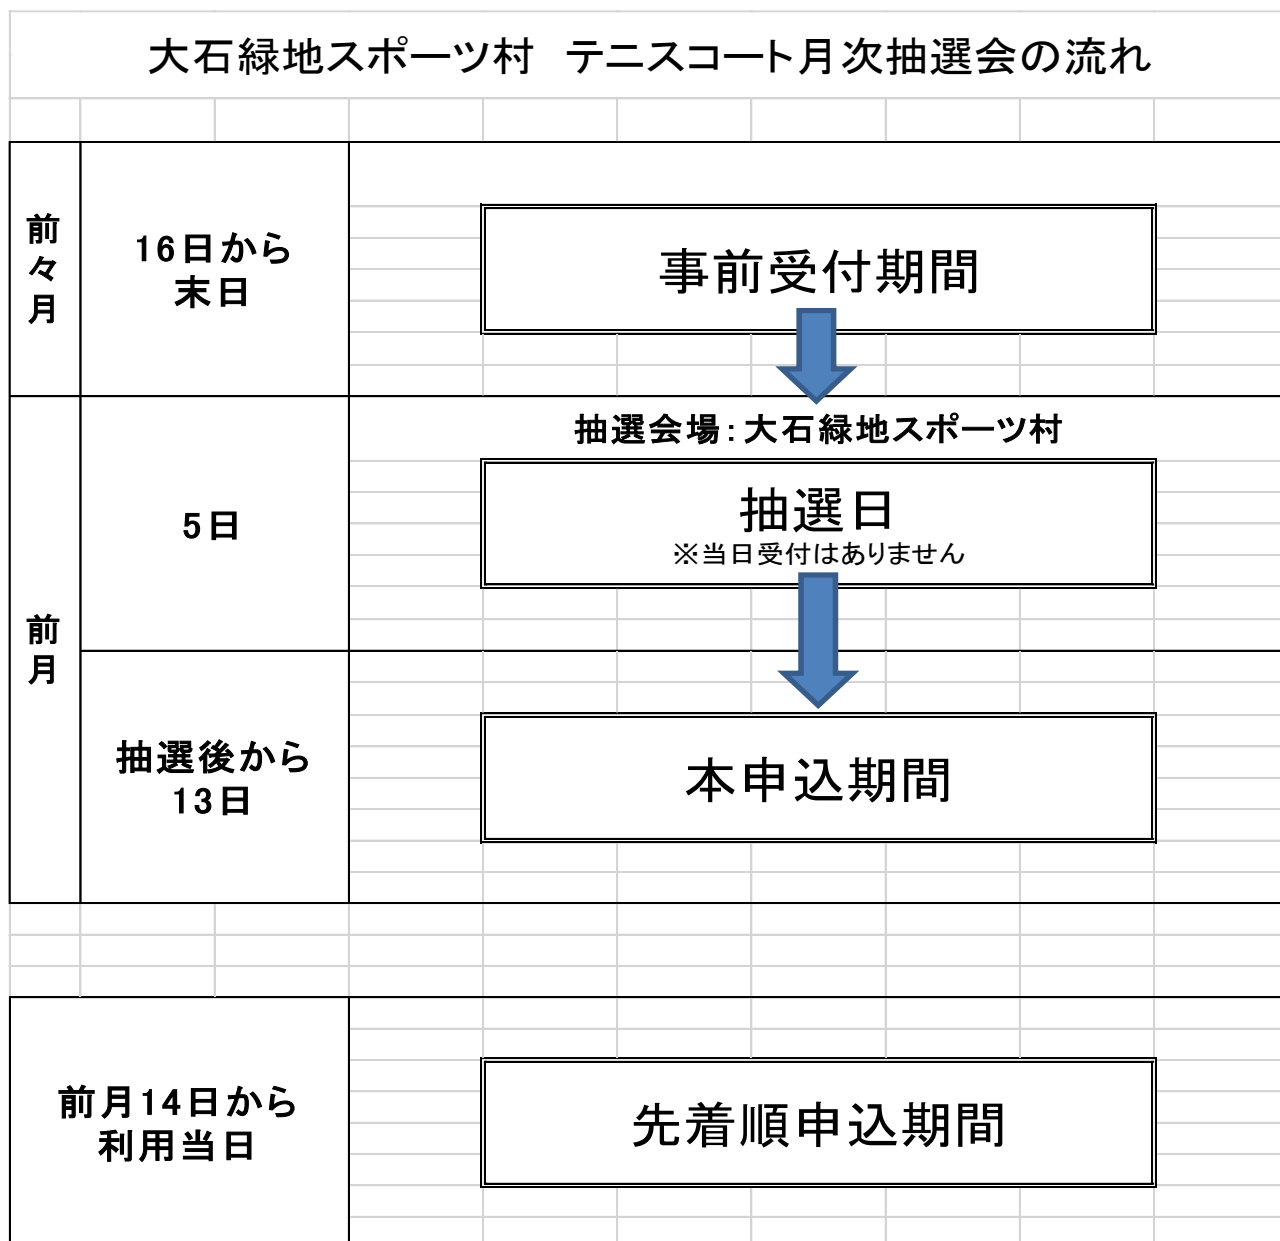 大石緑地スポーツ村　テニスコート月次抽選会の流れ
前々月
16日から
末日
事前受付期間
前月
5日
抽選会場：大石緑地スポーツ村
抽選日
※当日受付はありません
抽選後から
13日
本申込期間
前月14日から
利用当日
先着順申込期間